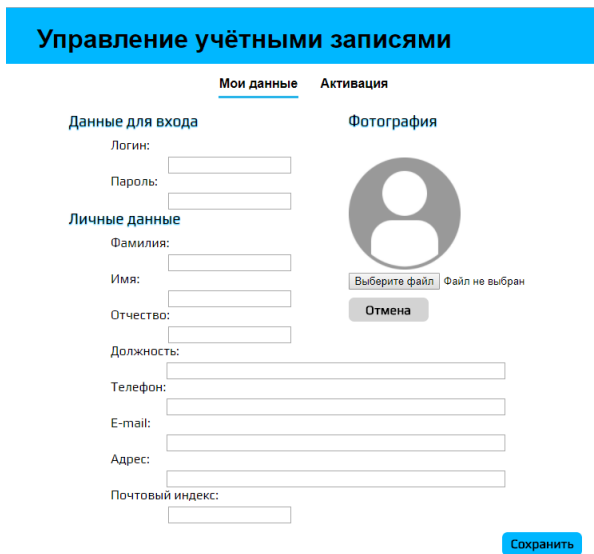 Управление учётными записями
Мои данные Активация
Данные для входа
Логин:
Пароль:
Личные данные
Фамилия:
Имя:
Отчество:
Должность:
Телефон:
E-mail:
Адрес:
Почтовый индекс:
Фотография
Выберите файл Файл не выбран
Отмена
Сохранить